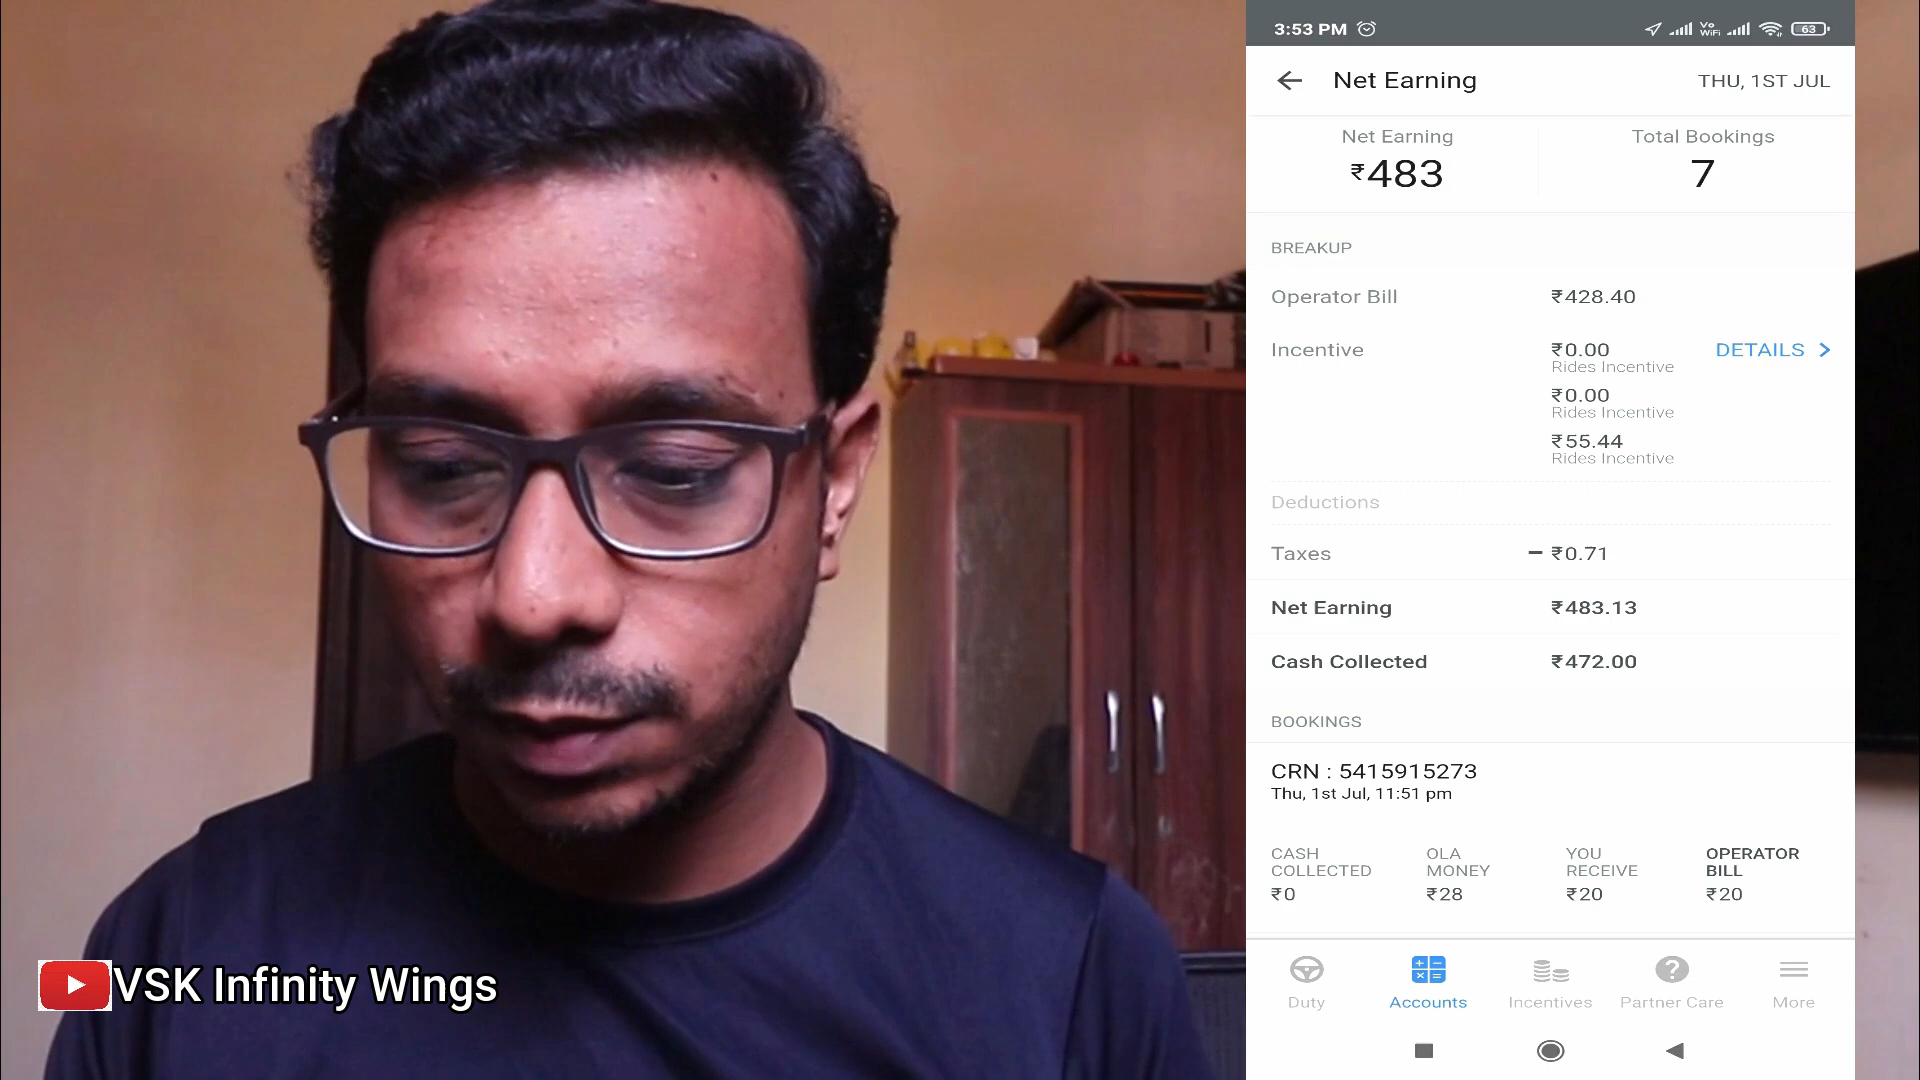 3:53 PM
Vo
WiFi
63
Net Earning
THU, 1ST JUL
Net Earning
Total Bookings
₹483
7
BREAKUP
Operator Bill
₹428.40
Incentive
₹0.00
DETAILS
Rides Incentive
₹0.00
Rides Incentive
₹55.44
Rides Incentive
Deductions
Taxes
− ₹0.71
Net Earning
₹483.13
Cash Collected
₹472.00
BOOKINGS
CRN : 5415915273
Thu, 1st Jul, 11:51 pm
CASH
COLLECTED
₹0
OLA
MONEY
₹28
YOU
RECEIVE
₹20
OPERATOR
BILL
₹20
Duty
Accounts
Incentives
Partner Care
More
VSK Infinity Wings